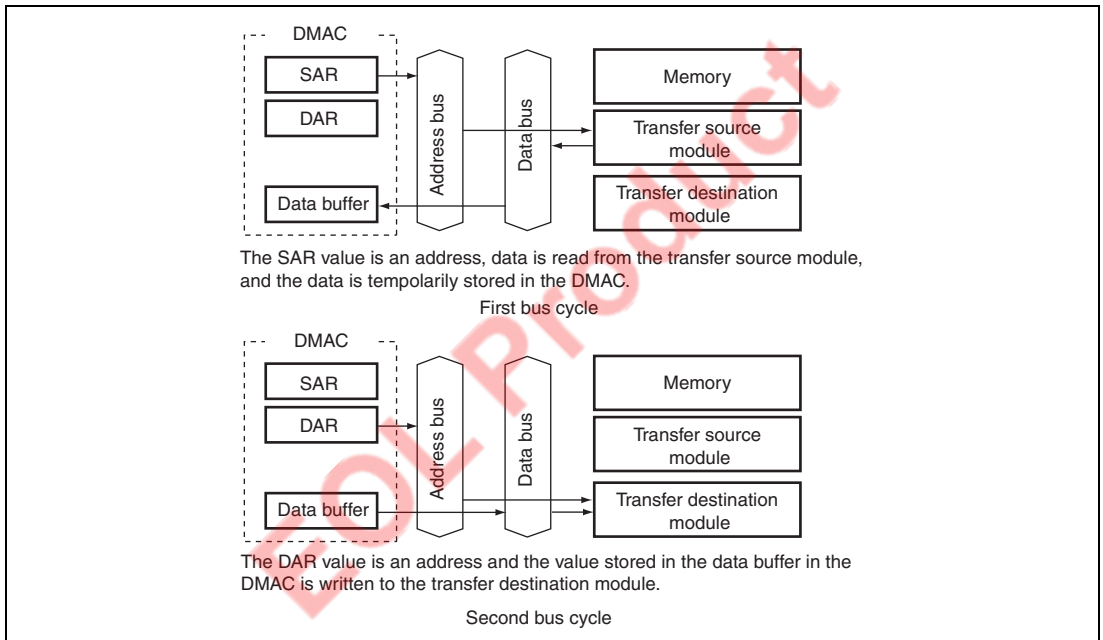 DMAC
SAR
DAR
Data buffer
Address bus
Data bus
Memory
Transfer source
module
Transfer destination
module
The SAR value is an address, data is read from the transfer source module,
and the data is tempolarily stored in the DMAC.
First bus cycle
DMAC
SAR
DAR
Data buffer
Address bus
Data bus
Memory
Transfer source
module
Transfer destination
module
The DAR value is an address and the value stored in the data buffer in the
DMAC is written to the transfer destination module.
Second bus cycle
EOL Product